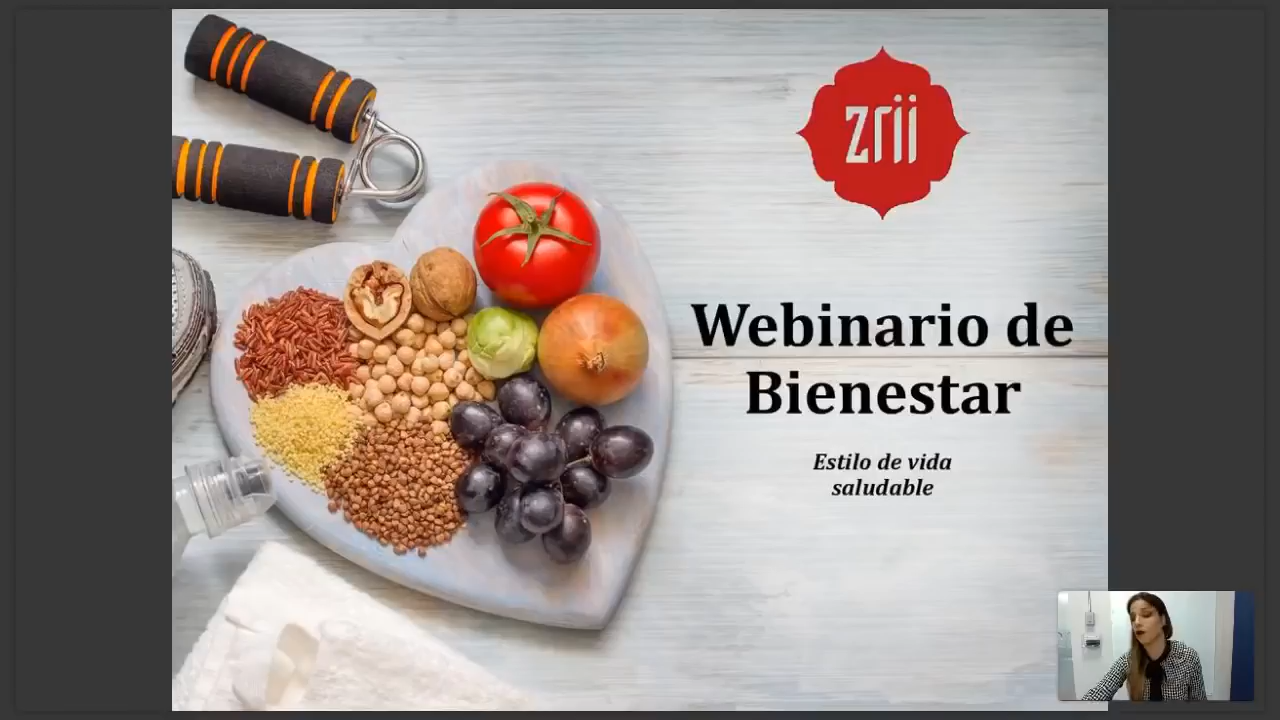 zrii
Webinario de
Bienestar
Estilo de vida
saludable